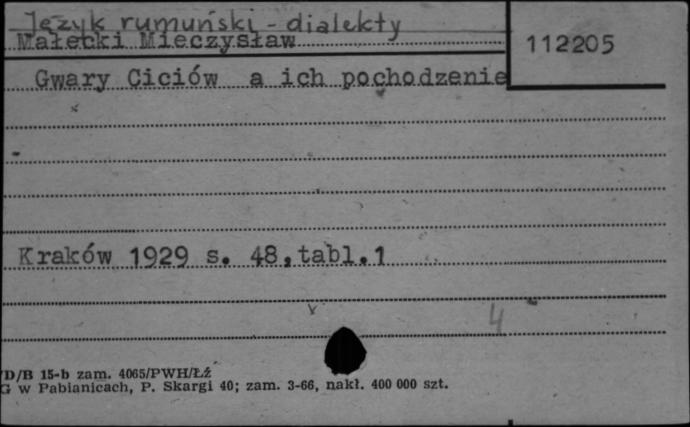 Język rumuński - dialekty
Małecki Mieczysław
112205
Gwary Ciciów a ich pochodzenie
Kraków 1929 s. 48, tabl. 1
4
D/B 15-b zam. 4065/PWH/Łź
G w Pabianicach, P. Skargi 40; zam. 3-66, nakł. 400 000 szt.